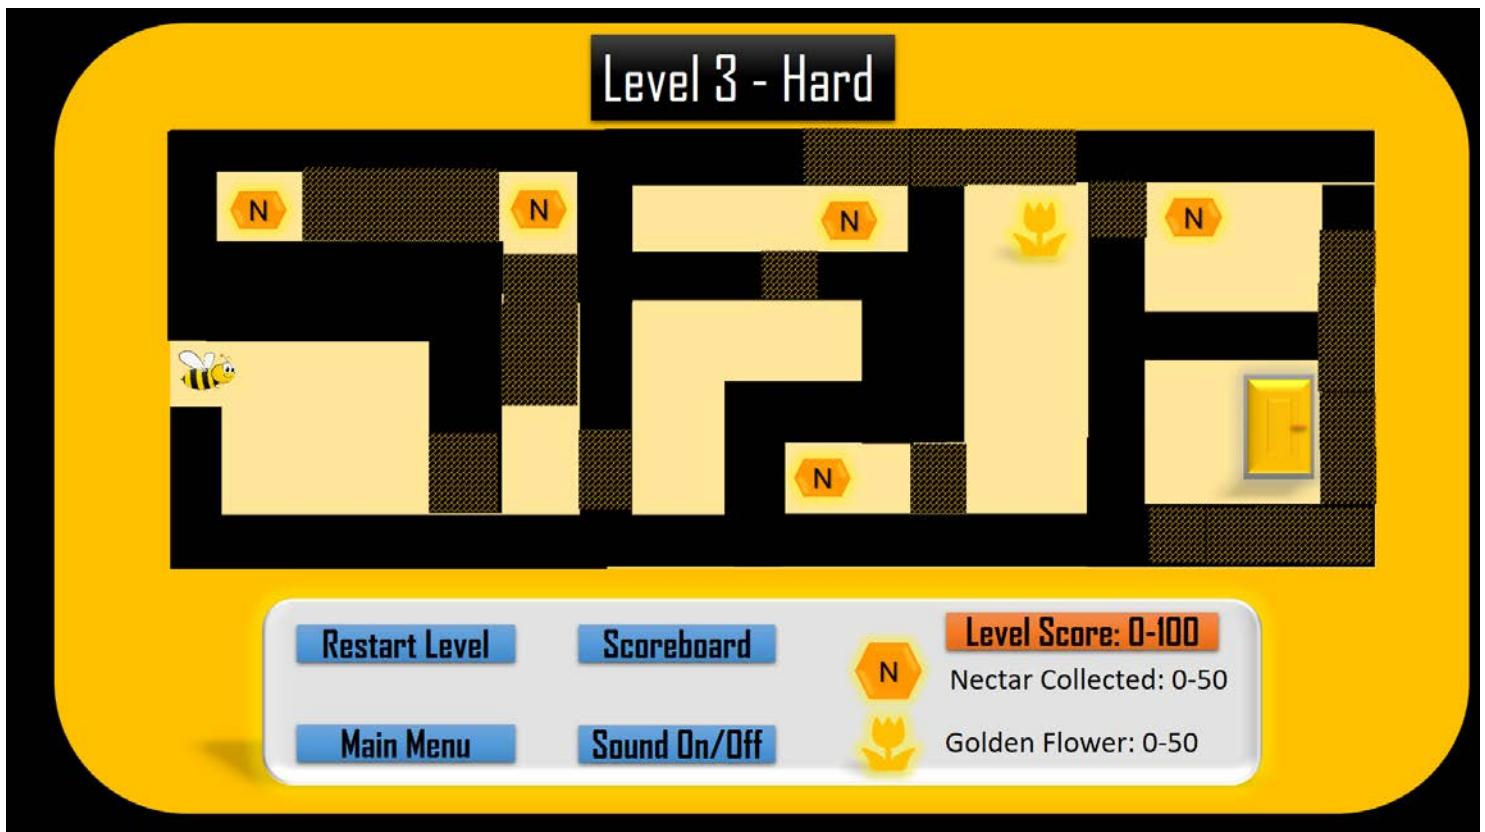 Level 3 - Hard
N
N
N
N
N
Restart Level
Scoreboard
Main Menu
Sound On/Off
N
Level Score: 0-100
Nectar Collected: 0-50
Golden Flower: 0-50